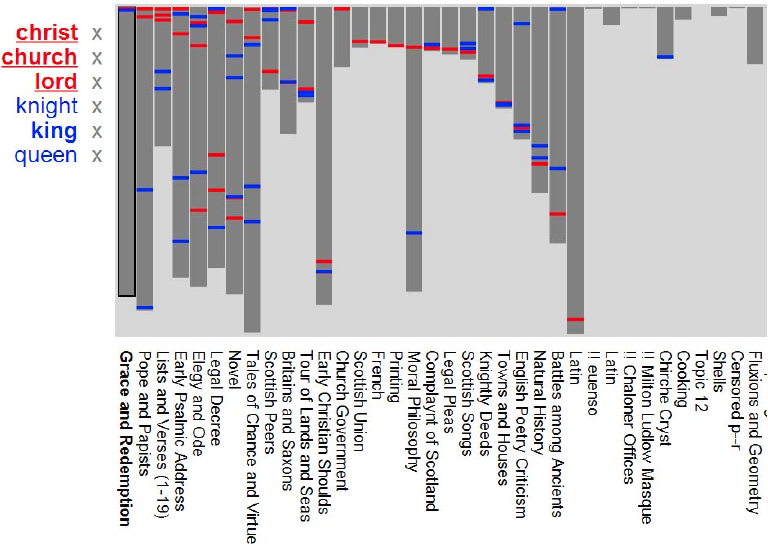 christ x
church x
lord x
knight x
king x
queen x
Grace and Redemption
Pope and Papists
Lists and Verses (1-19)
Early Psalmic Address
Elegy and Ode
Legal Decree
Novel
Tales of Chance and Virtue
Scottish Peers
Britains and Saxons
Tour of Lands and Seas
Early Christian Shoulds
Church Government
Scottish Union
French
Printing
Moral Philosophy
Complaynt of Scotland
Legal Pleas
Scottish Songs
Knightly Deeds
Towns and Houses
English Poetry Criticism
Natural History
Battles among Ancients
Latin
!! euenso
Latin
!! Chaloner Offices
!! Milton Ludlow Masque
Chirche Cryst
Cooking
Topic 12
Shells
Censored p--r
Fluxions and Geometry